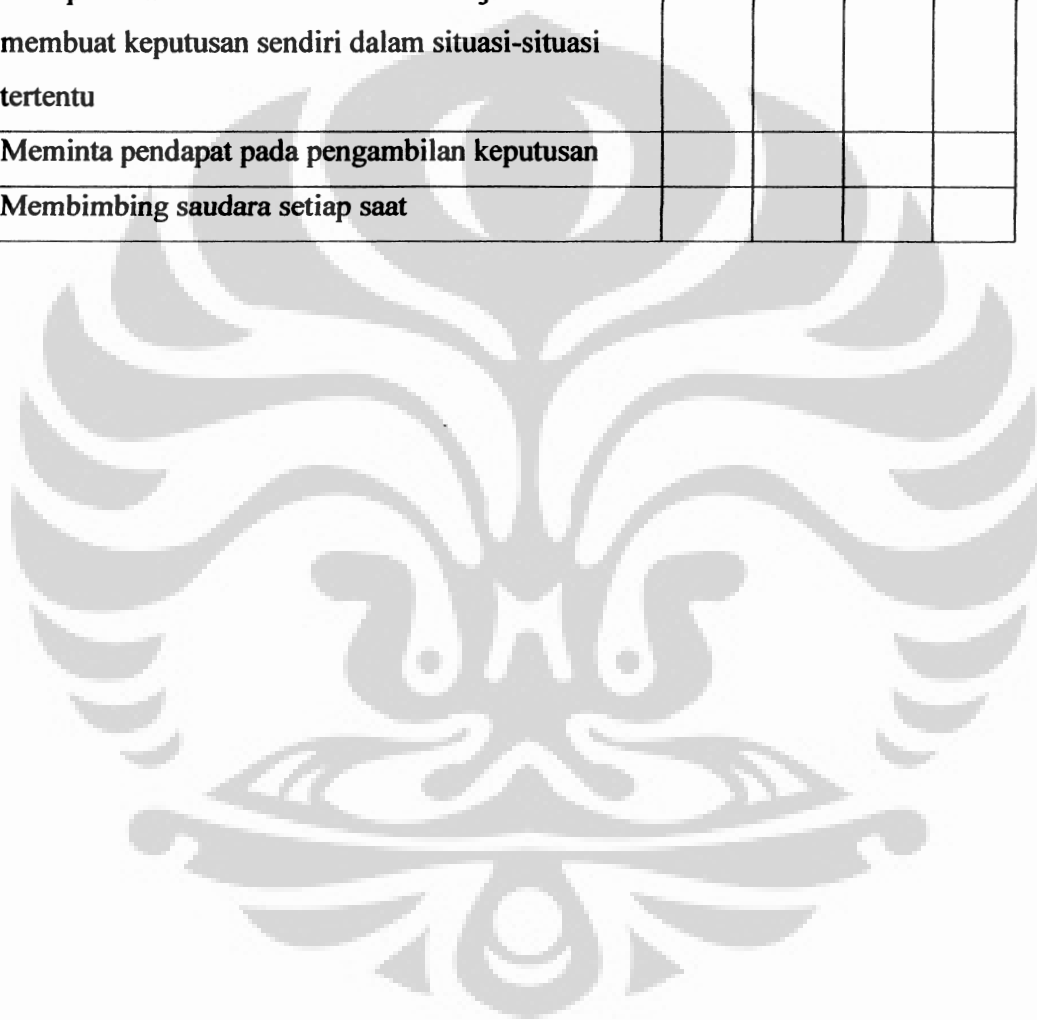 membuat keputusan sendiri dalam situasi-situasi
tertentu
Meminta pendapat pada pengambilan keputusan
Membimbing saudara setiap saat